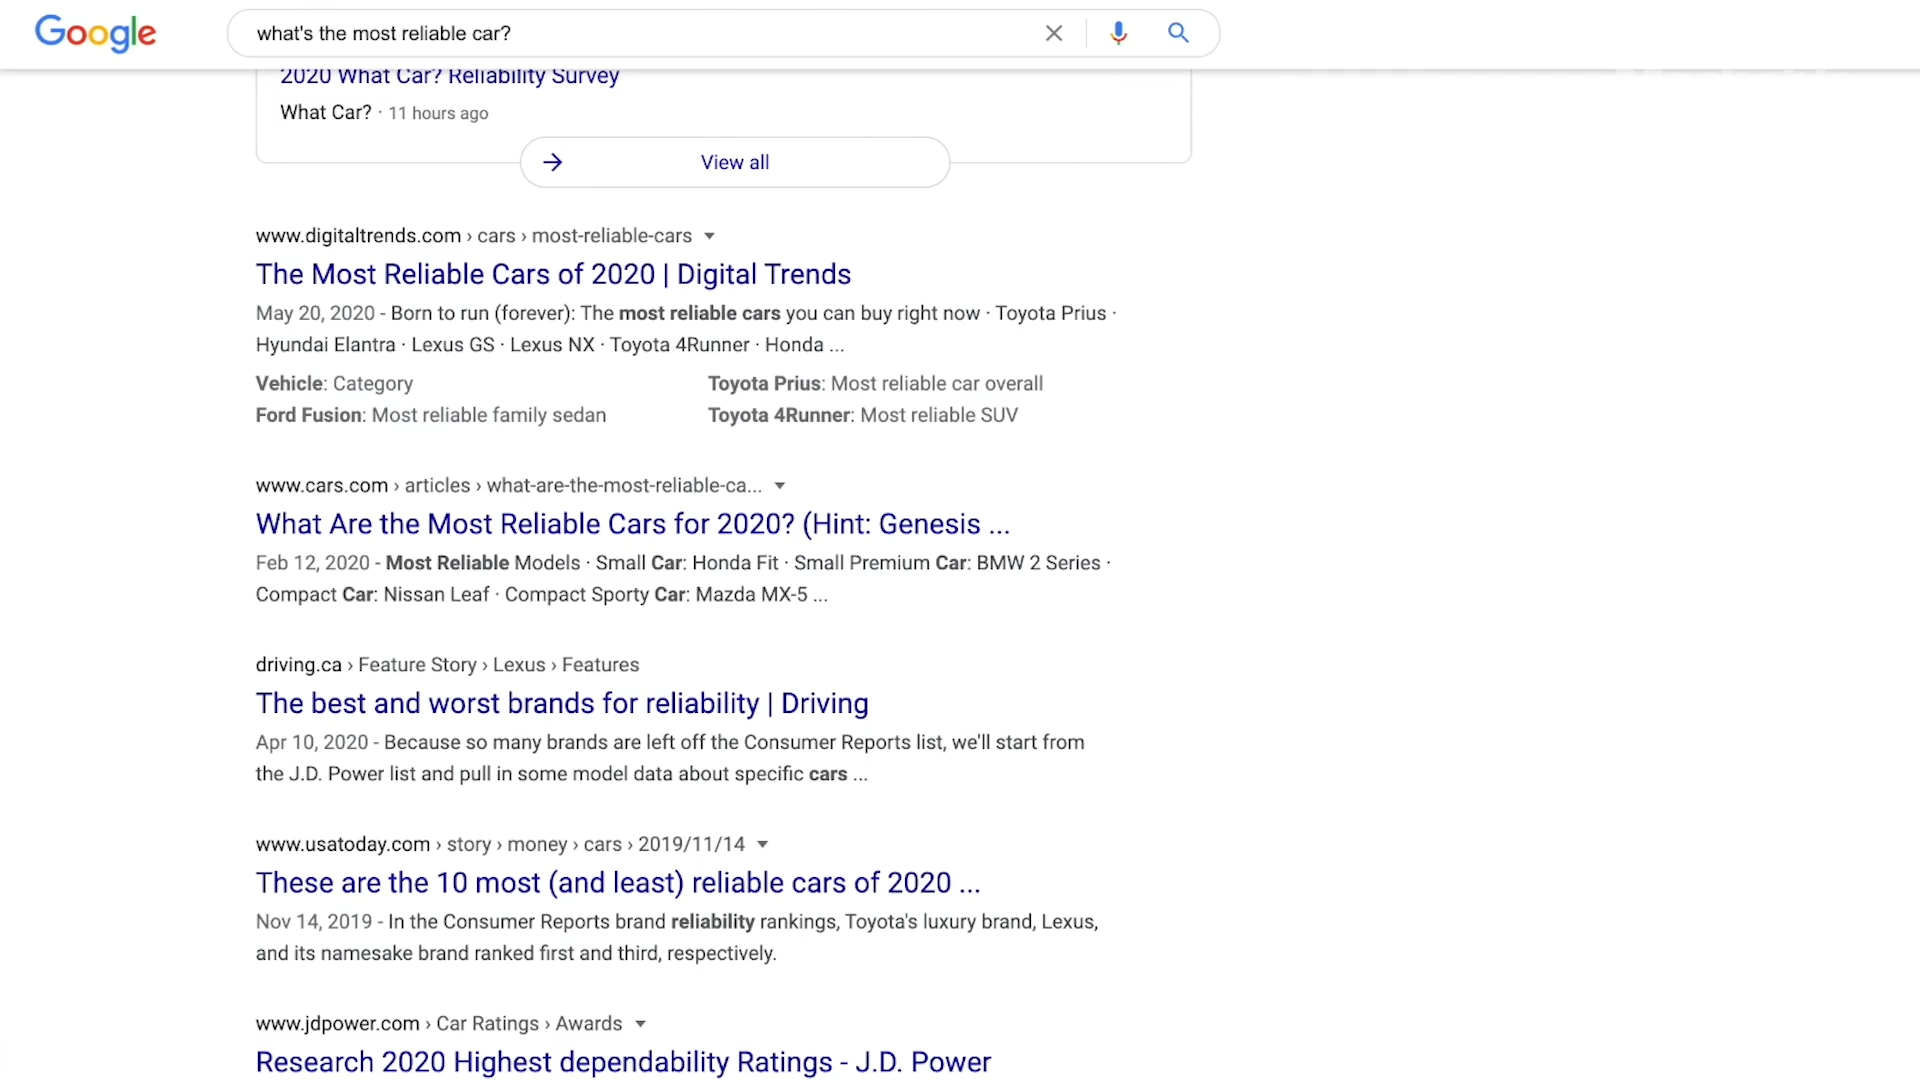 Google
what's the most reliable car?
2020 What Car? Reliability Survey
What Car? · 11 hours ago
View all
www.digitaltrends.com › cars › most-reliable-cars
The Most Reliable Cars of 2020 | Digital Trends
May 20, 2020 - Born to run (forever): The most reliable cars you can buy right now · Toyota Prius ·
Hyundai Elantra · Lexus GS · Lexus NX · Toyota 4Runner · Honda ...
Vehicle: Category
Toyota Prius: Most reliable car overall
Ford Fusion: Most reliable family sedan
Toyota 4Runner: Most reliable SUV
www.cars.com › articles › what-are-the-most-reliable-ca...
What Are the Most Reliable Cars for 2020? (Hint: Genesis ...
Feb 12, 2020 - Most Reliable Models · Small Car: Honda Fit · Small Premium Car: BMW 2 Series ·
Compact Car: Nissan Leaf · Compact Sporty Car: Mazda MX-5 ...
driving.ca › Feature Story › Lexus › Features
The best and worst brands for reliability | Driving
Apr 10, 2020 - Because so many brands are left off the Consumer Reports list, we'll start from
the J.D. Power list and pull in some model data about specific cars ...
www.usatoday.com › story › money › cars › 2019/11/14
These are the 10 most (and least) reliable cars of 2020 ...
Nov 14, 2019 - In the Consumer Reports brand reliability rankings, Toyota's luxury brand, Lexus,
and its namesake brand ranked first and third, respectively.
www.jdpower.com › Car Ratings › Awards
Research 2020 Highest dependability Ratings - J.D. Power